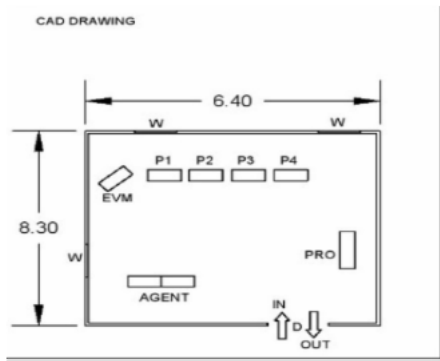 CAD DRAWING
6.40
W W
P1 P2 P3 P4
EVM
8.30
W
PRO
AGENT
IN
D
OUT